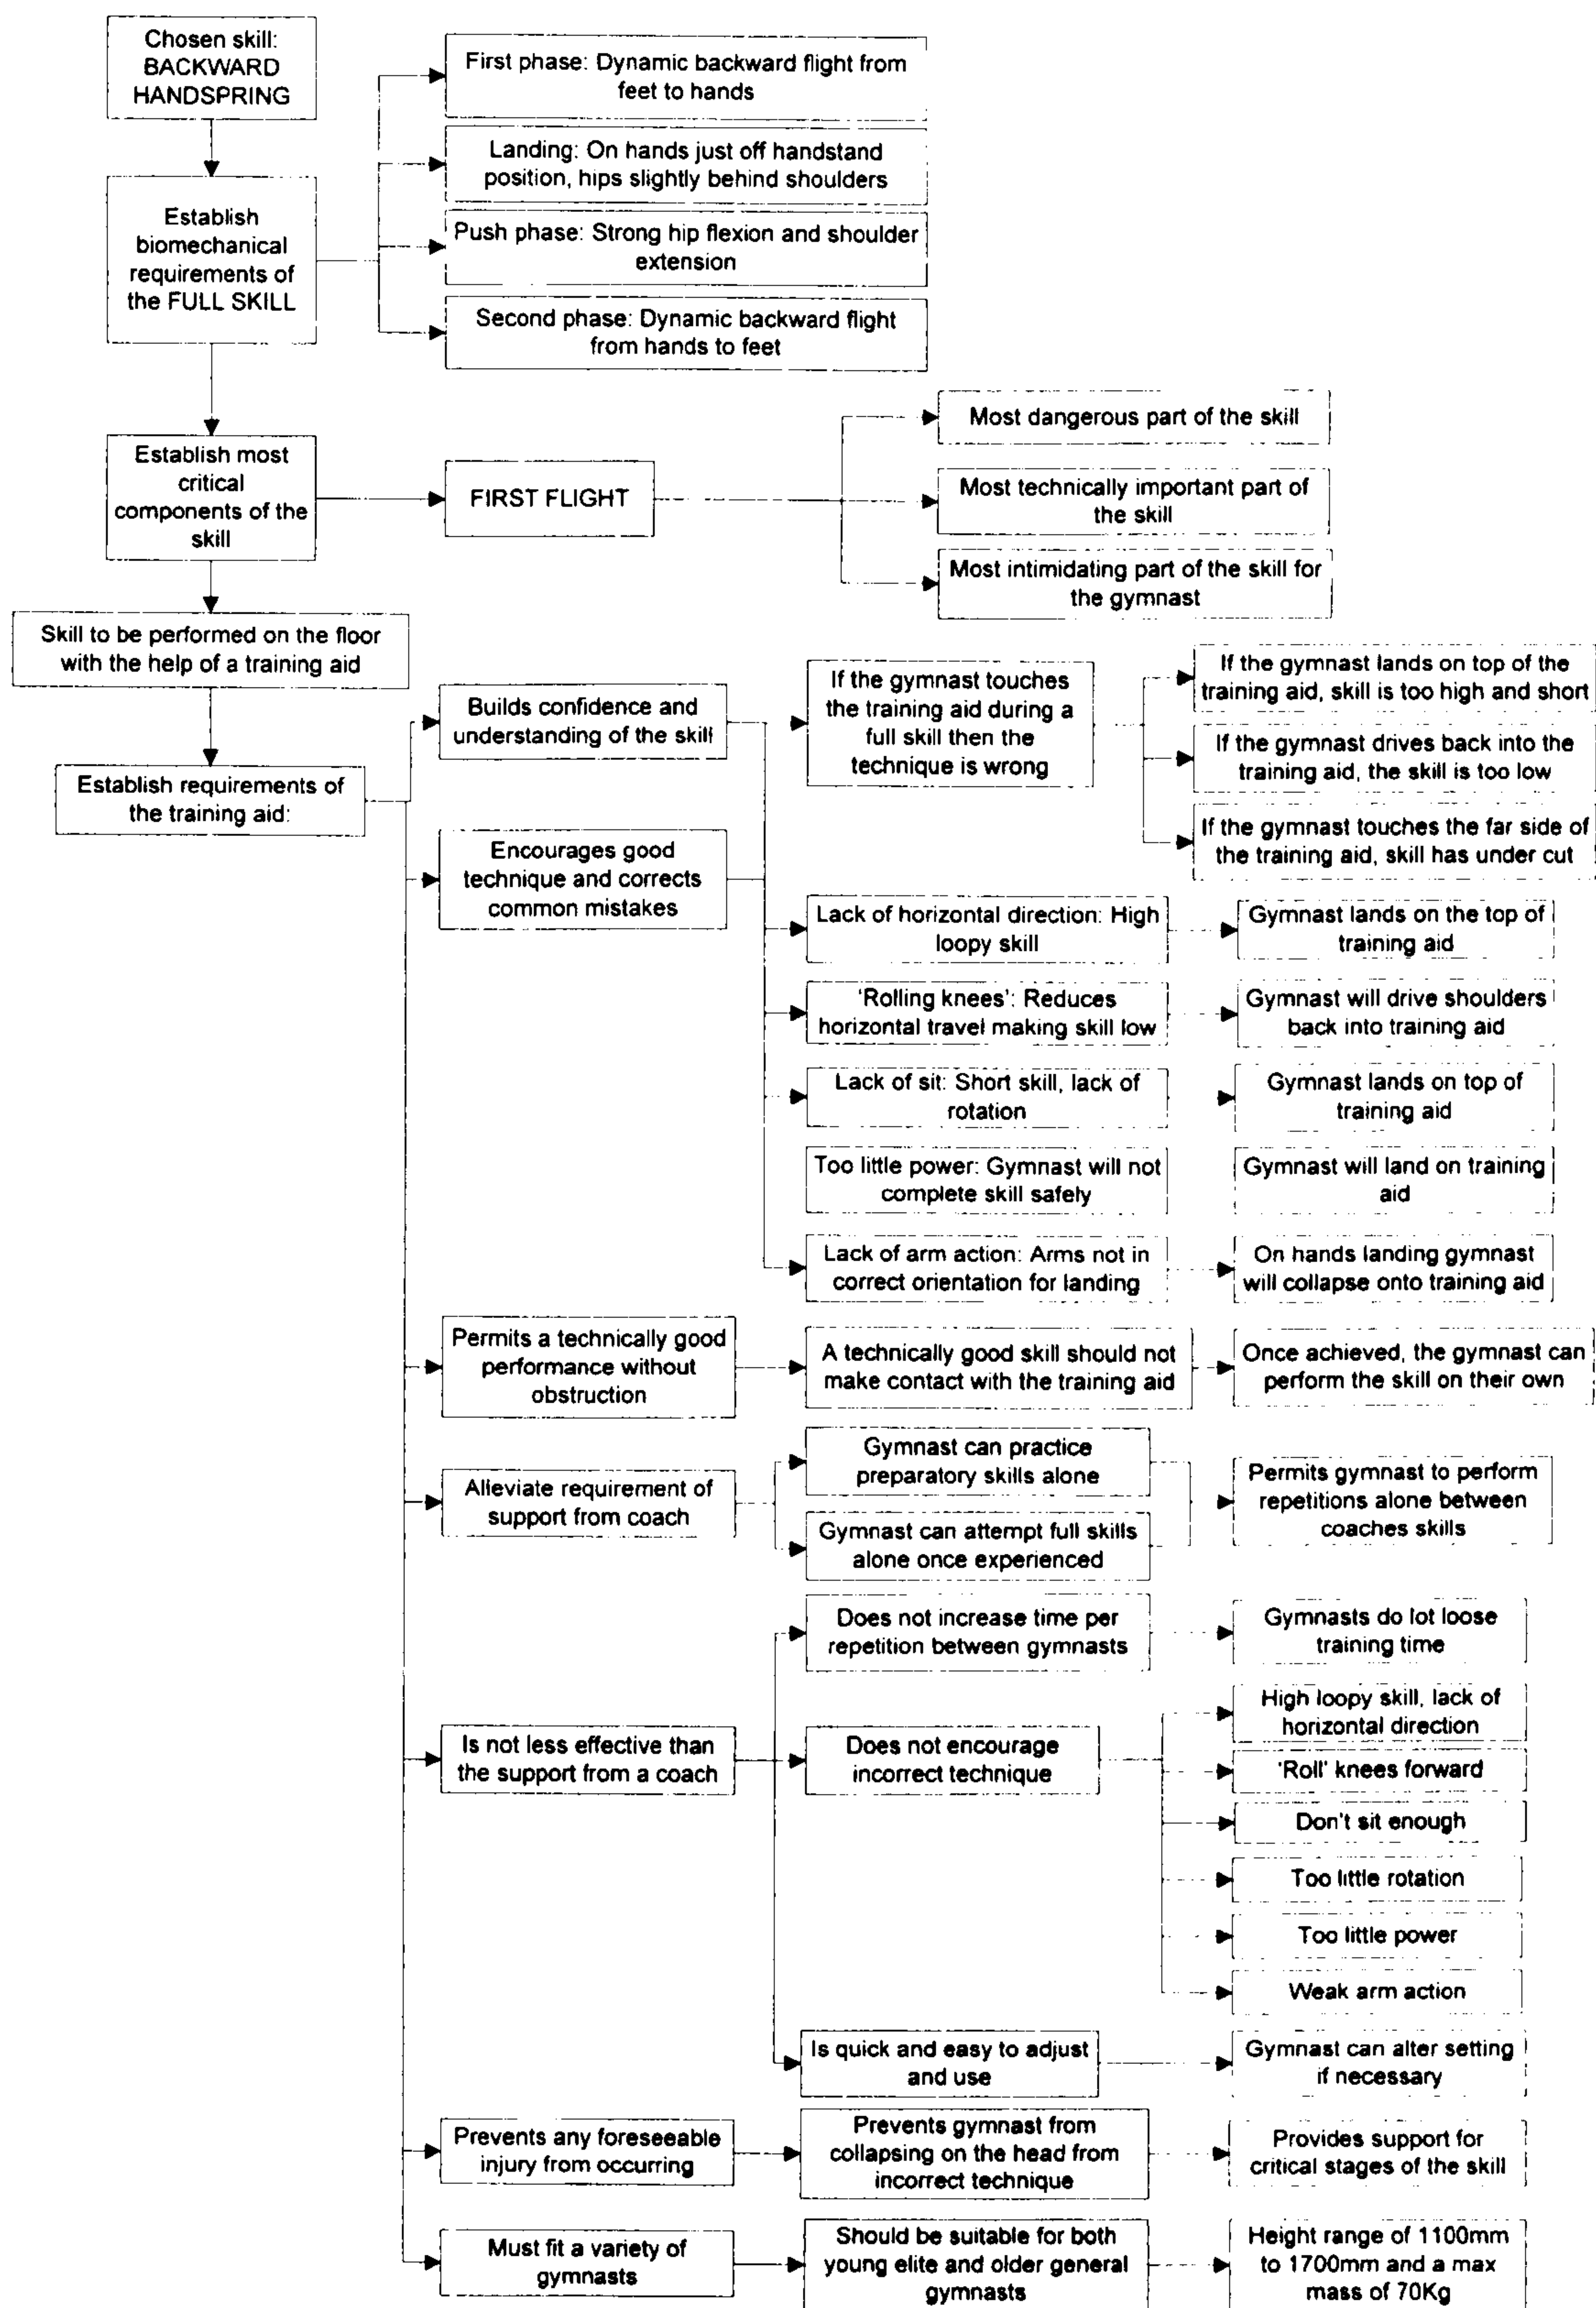 Chosen skill:
BACKWARD
HANDSPRING
First phase: Dynamic backward flight from
feet to hands
Landing: On hands just off handstand
position, hips slightly behind shoulders
Establish
biomechanical
requirements of
the FULL SKILL
Push phase: Strong hip flexion and shoulder
extension
Second phase: Dynamic backward flight
from hands to feet
Establish most
critical
components of the
skill
FIRST FLIGHT
Most dangerous part of the skill
Most technically important part of
the skill
Most intimidating part of the skill for
the gymnast
Skill to be performed on the floor
with the help of a training aid
Establish requirements of
the training aid:
Builds confidence and
understanding of the skill
If the gymnast touches
the training aid during a
full skill then the
technique is wrong
If the gymnast lands on top of the
training aid, skill is too high and short
If the gymnast drives back into the
training aid, the skill is too low
If the gymnast touches the far side of
the training aid, skill has under cut
Encourages good
technique and corrects
common mistakes
Lack of horizontal direction: High
loopy skill
Gymnast lands on the top of
training aid
'Rolling knees': Reduces
horizontal travel making skill low
Gymnast will drive shoulders
back into training aid
Lack of sit: Short skill, lack of
rotation
Gymnast lands on top of
training aid
Too little power: Gymnast will not
complete skill safely
Gymnast will land on training
aid
Lack of arm action: Arms not in
correct orientation for landing
On hands landing gymnast
will collapse onto training aid
Permits a technically good
performance without
obstruction
A technically good skill should not
make contact with the training aid
Once achieved, the gymnast can
perform the skill on their own
Alleviate requirement of
support from coach
Gymnast can practice
preparatory skills alone
Gymnast can attempt full skills
alone once experienced
Permits gymnast to perform
repetitions alone between
coaches skills
Is not less effective than
the support from a coach
Does not increase time per
repetition between gymnasts
Gymnasts do lot loose
training time
Does not encourage
incorrect technique
High loopy skill, lack of
horizontal direction
'Roll' knees forward
Don't sit enough
Too little rotation
Too little power
Weak arm action
Is quick and easy to adjust
and use
Gymnast can alter setting
if necessary
Prevents any foreseeable
injury from occurring
Prevents gymnast from
collapsing on the head from
incorrect technique
Provides support for
critical stages of the skill
Must fit a variety of
gymnasts
Should be suitable for both
young elite and older general
gymnasts
Height range of 1100mm
to 1700mm and a max
mass of 70Kg